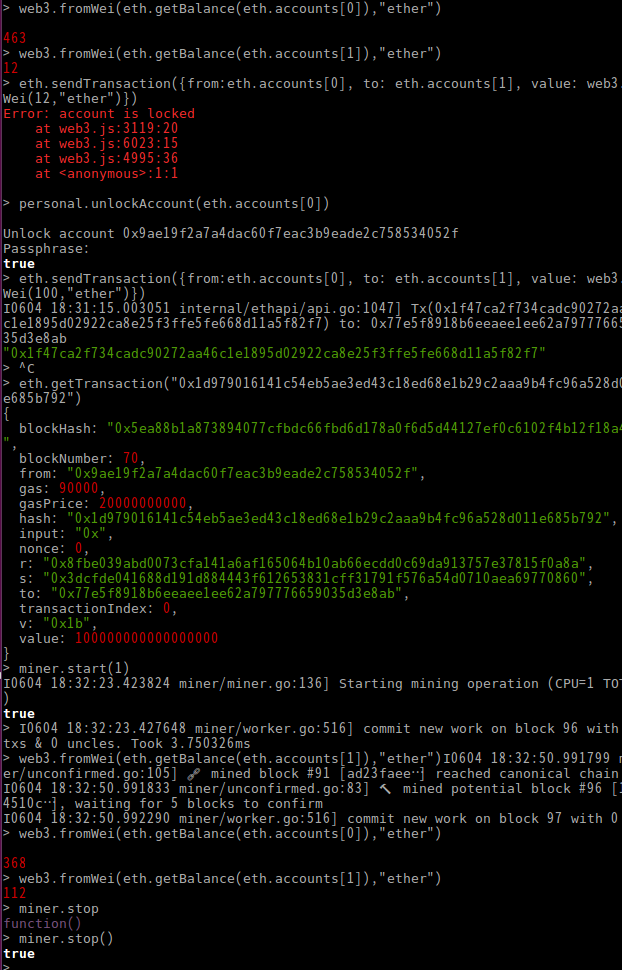 > web3.fromWei(eth.getBalance(eth.accounts[0]),"ether")
463
> web3.fromWei(eth.getBalance(eth.accounts[1]),"ether")
12
> eth.sendTransaction({from:eth.accounts[0], to: eth.accounts[1], value: web3.
Wei(12,"ether")})
Error: account is locked
at web3.js:3119:20
at web3.js:6023:15
at web3.js:4995:36
at <anonymous>:1:1
> personal.unlockAccount(eth.accounts[0])
Unlock account 0x9ae19f2a7a4dac60f7eac3b9eade2c758534052f
Passphrase:
true
> eth.sendTransaction({from:eth.accounts[0], to: eth.accounts[1], value: web3.
Wei(100,"ether")})
I0604 18:31:15.003051 internal/ethapi/api.go:1047] Tx(0x1f47ca2f734cadc90272aa
c1e1895d02922ca8e25f3ffe5fe668d11a5f82f7) to: 0x77e5f8918b6eeaee1ee62a79777665
35d3e8ab
"0x1f47ca2f734cadc90272aa46c1e1895d02922ca8e25f3ffe5fe668d11a5f82f7"
> ^C
> eth.getTransaction("0x1d979016141c54eb5ae3ed43c18ed68e1b29c2aaa9b4fc96a528d0
e685b792")
{
blockHash: "0x5ea88b1a873894077cfbdc66fbd6d178a0f6d5d44127ef0c6102f4b12f18a4
",
blockNumber: 70,
from: "0x9ae19f2a7a4dac60f7eac3b9eade2c758534052f",
gas: 90000,
gasPrice: 20000000000,
hash: "0x1d979016141c54eb5ae3ed43c18ed68e1b29c2aaa9b4fc96a528d011e685b792",
input: "0x",
nonce: 0,
r: "0x8fbe039abd0073cfa141a6af165064b10ab66ecdd0c69da913757e37815f0a8a",
s: "0x3dcfde041688d191d884443f612653831cff31791f576a54d0710aea69770860",
to: "0x77e5f8918b6eeaee1ee62a797776659035d3e8ab",
transactionIndex: 0,
v: "0x1b",
value: 100000000000000000
}
> miner.start(1)
I0604 18:32:23.423824 miner/miner.go:136] Starting mining operation (CPU=1 TOT
)
true
> I0604 18:32:23.427648 miner/worker.go:516] commit new work on block 96 with
txs & 0 uncles. Took 3.750326ms
> web3.fromWei(eth.getBalance(eth.accounts[1]),"ether")I0604 18:32:50.991799 m
er/unconfirmed.go:105] 🔗 mined block #91 [ad23faee…] reached canonical chain
I0604 18:32:50.991833 miner/unconfirmed.go:83] 🔨 mined potential block #96 [1
4510c…], waiting for 5 blocks to confirm
I0604 18:32:50.992290 miner/worker.go:516] commit new work on block 97 with 0
> web3.fromWei(eth.getBalance(eth.accounts[0]),"ether")
368
> web3.fromWei(eth.getBalance(eth.accounts[1]),"ether")
112
> miner.stop
function()
> miner.stop()
true
>